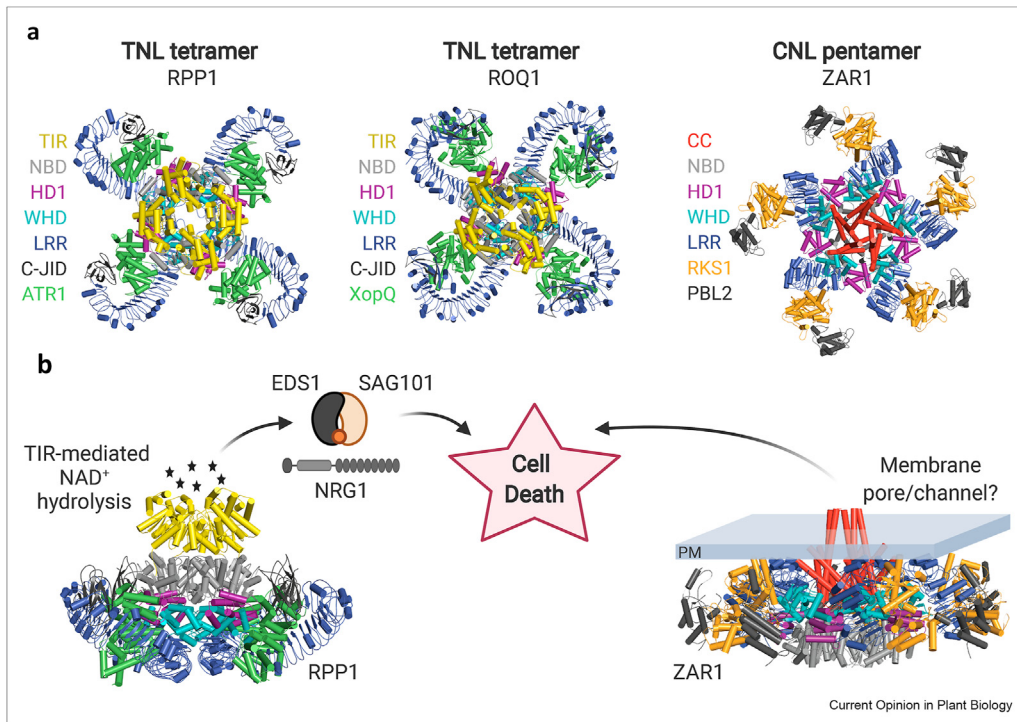 a
TNL tetramer
RPP1
TIR
NBD
HD1
WHD
LRR
C-JID
ATR1
TNL tetramer
ROQ1
TIR
NBD
HD1
WHD
LRR
C-JID
XopQ
CNL pentamer
ZAR1
CC
NBD
HD1
WHD
LRR
RKS1
PBL2
b
TIR-mediated
NAD⁺
hydrolysis
EDS1
SAG101
NRG1
RPP1
Cell
Death
Membrane
pore/channel?
PM
ZAR1
Current Opinion in Plant Biology